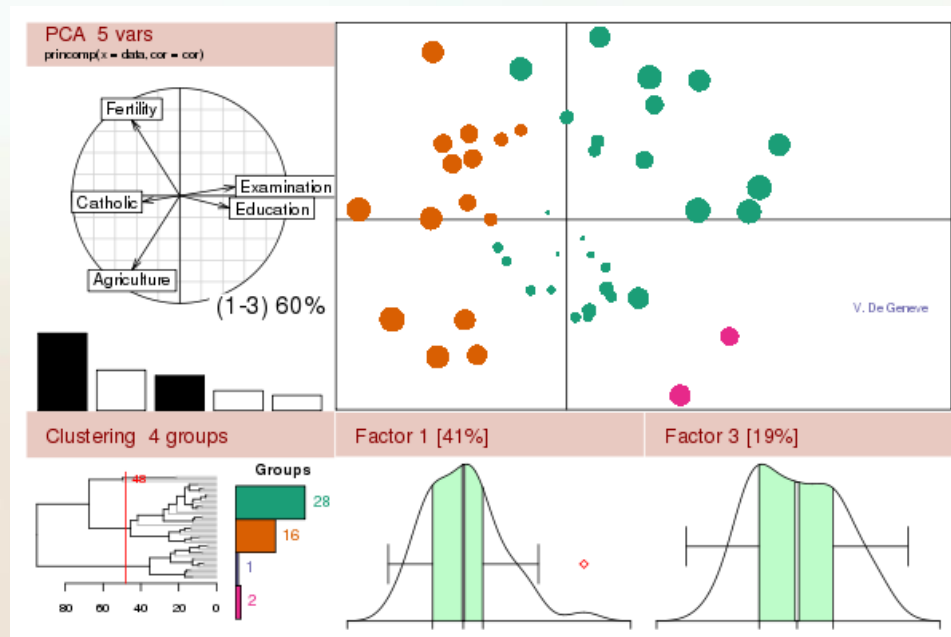 PCA 5 vars
princomp(x = data, cor = cor)
Fertility
Examination
Catholic
Education
Agriculture
(1-3) 60%
V. De Geneve
Clustering 4 groups
Factor 1 [41%]
Factor 3 [19%]
48
Groups
28
16
1
2
80 60 40 20 0